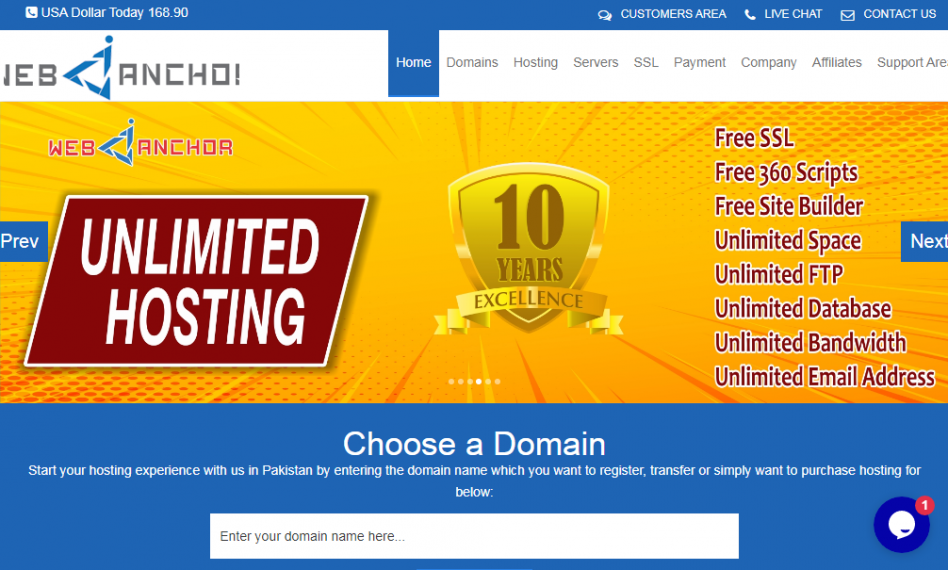 USA Dollar Today 168.90
CUSTOMERS AREA LIVE CHAT CONTACT US
Home Domains Hosting Servers SSL Payment Company Affiliates Support Area
WEB ANCHOR
UNLIMITED
HOSTING
Prev
10
YEARS
EXCELLENCE
Free SSL
Free 360 Scripts
Free Site Builder
Unlimited Space
Unlimited FTP
Unlimited Database
Unlimited Bandwidth
Unlimited Email Address
Next
Choose a Domain
Start your hosting experience with us in Pakistan by entering the domain name which you want to register, transfer or simply want to purchase hosting for
below:
Enter your domain name here...
1